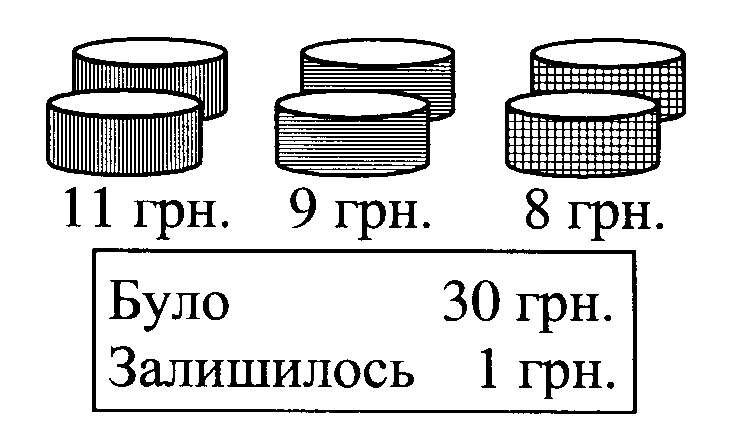 11 грн. 9 грн. 8 грн.
Було 30 грн.
Залишилось 1 грн.